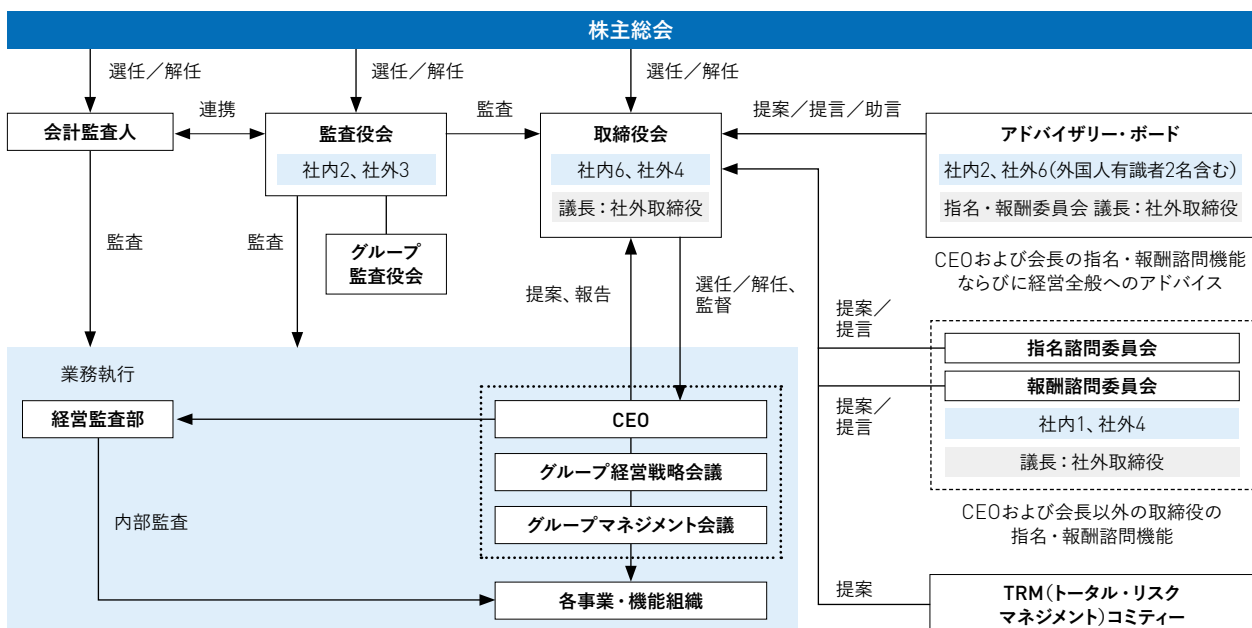 株主総会
選任／解任
選任／解任
選任／解任
会計監査人
連携
監査役会
社内2、社外3
監査
取締役会
社内6、社外4
議長：社外取締役
提案／提言／助言
アドバイザリー・ボード
社内2、社外6（外国人有識者2名含む）
指名・報酬委員会 議長：社外取締役
CEOおよび会長の指名・報酬諮問機能
ならびに経営全般へのアドバイス
監査
監査
グループ
監査役会
提案、報告
選任／解任、
監督
提案／
提言
指名諮問委員会
報酬諮問委員会
提案／
提言
社内1、社外4
議長：社外取締役
CEOおよび会長以外の取締役の
指名・報酬諮問機能
業務執行
経営監査部
CEO
グループ経営戦略会議
グループマネジメント会議
内部監査
各事業・機能組織
提案
TRM（トータル・リスク
マネジメント）コミティー